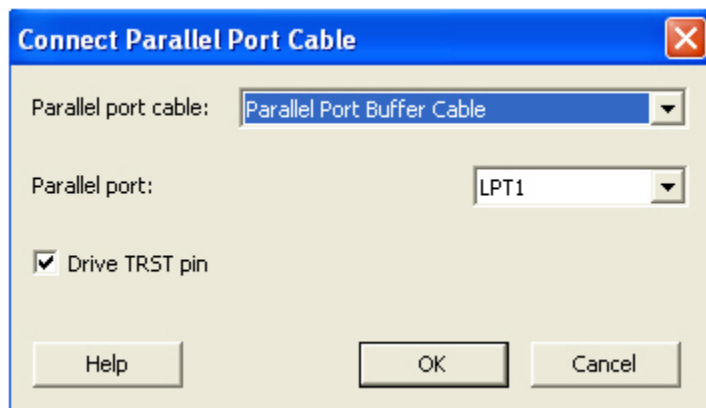 Connect Parallel Port Cable
Parallel port cable: Parallel Port Buffer Cable
Parallel port: LPT1
Drive TRST pin
Help OK Cancel